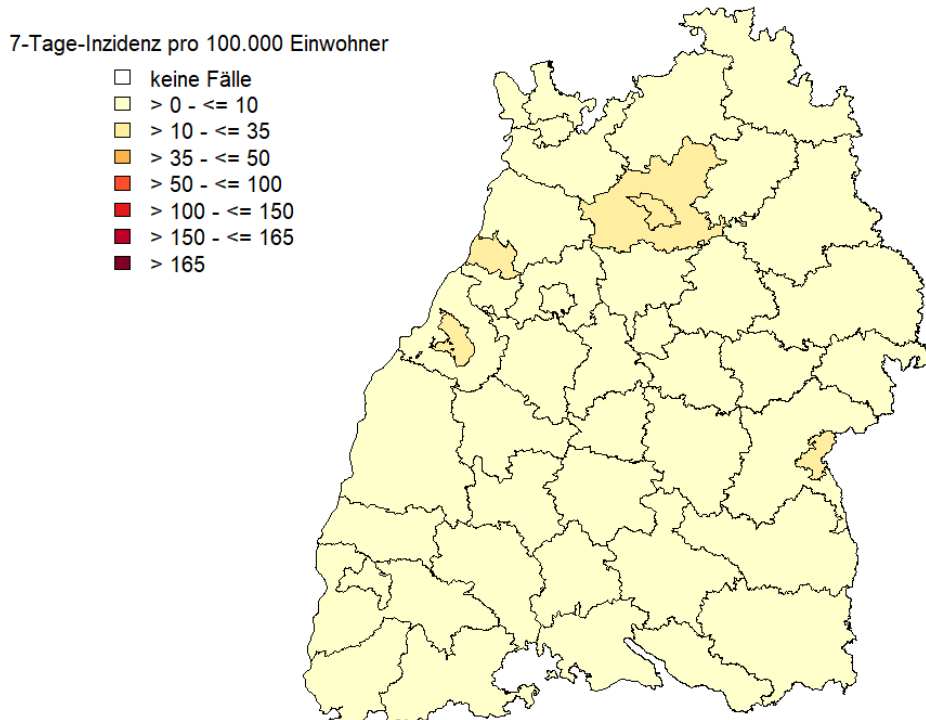 7-Tage-Inzidenz pro 100.000 Einwohner
keine Fälle
> 0 - <= 10
> 10 - <= 35
> 35 - <= 50
> 50 - <= 100
> 100 - <= 150
> 150 - <= 165
> 165